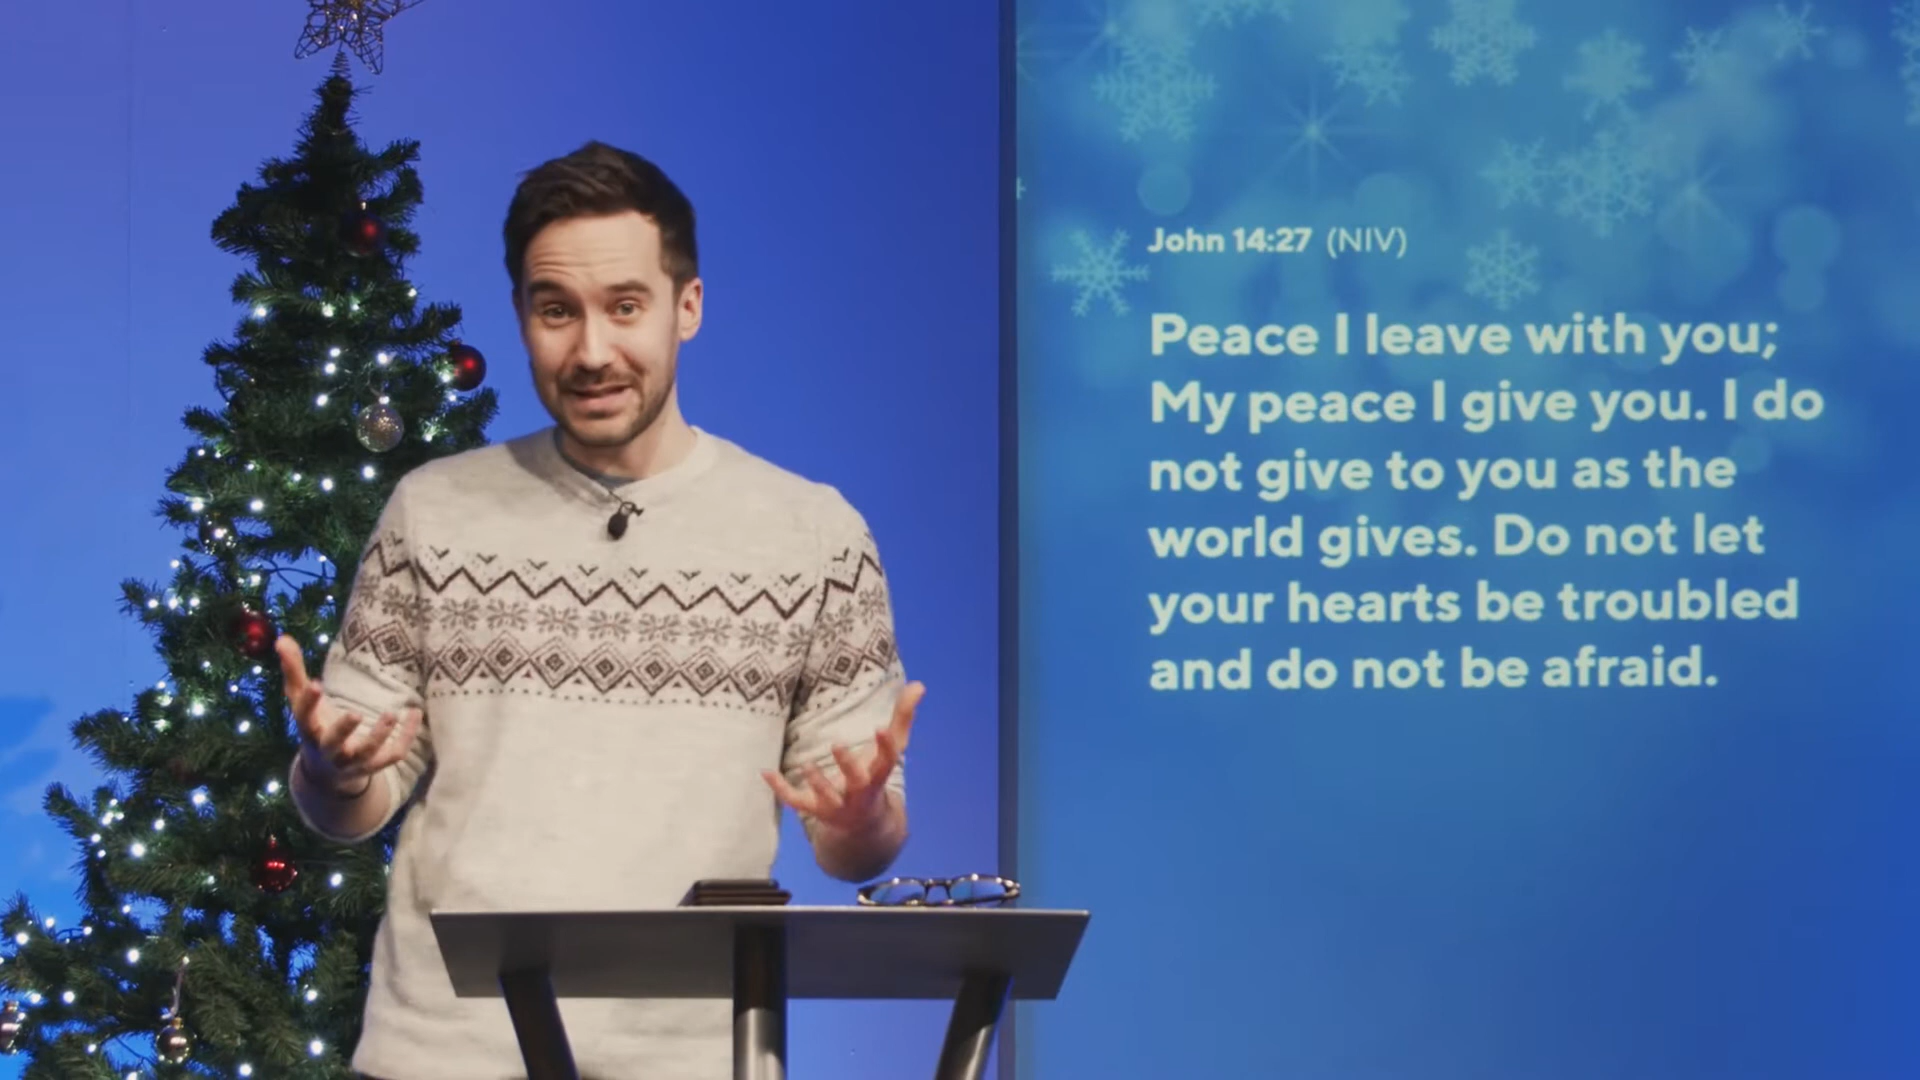 John 14:27 (NIV)
Peace I leave with you;
My peace I give you. I do
not give to you as the
world gives. Do not let
your hearts be troubled
and do not be afraid.